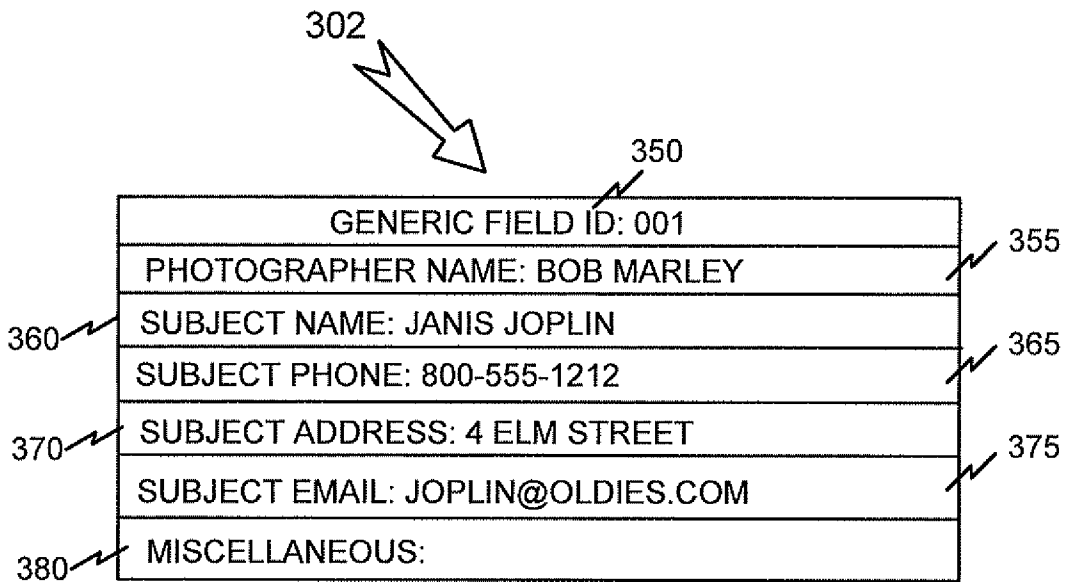 302
350
GENERIC FIELD ID: 001
PHOTOGRAPHER NAME: BOB MARLEY
355
360
SUBJECT NAME: JANIS JOPLIN
SUBJECT PHONE: 800-555-1212
365
370
SUBJECT ADDRESS: 4 ELM STREET
375
SUBJECT EMAIL: JOPLIN@OLDIES.COM
380
MISCELLANEOUS: